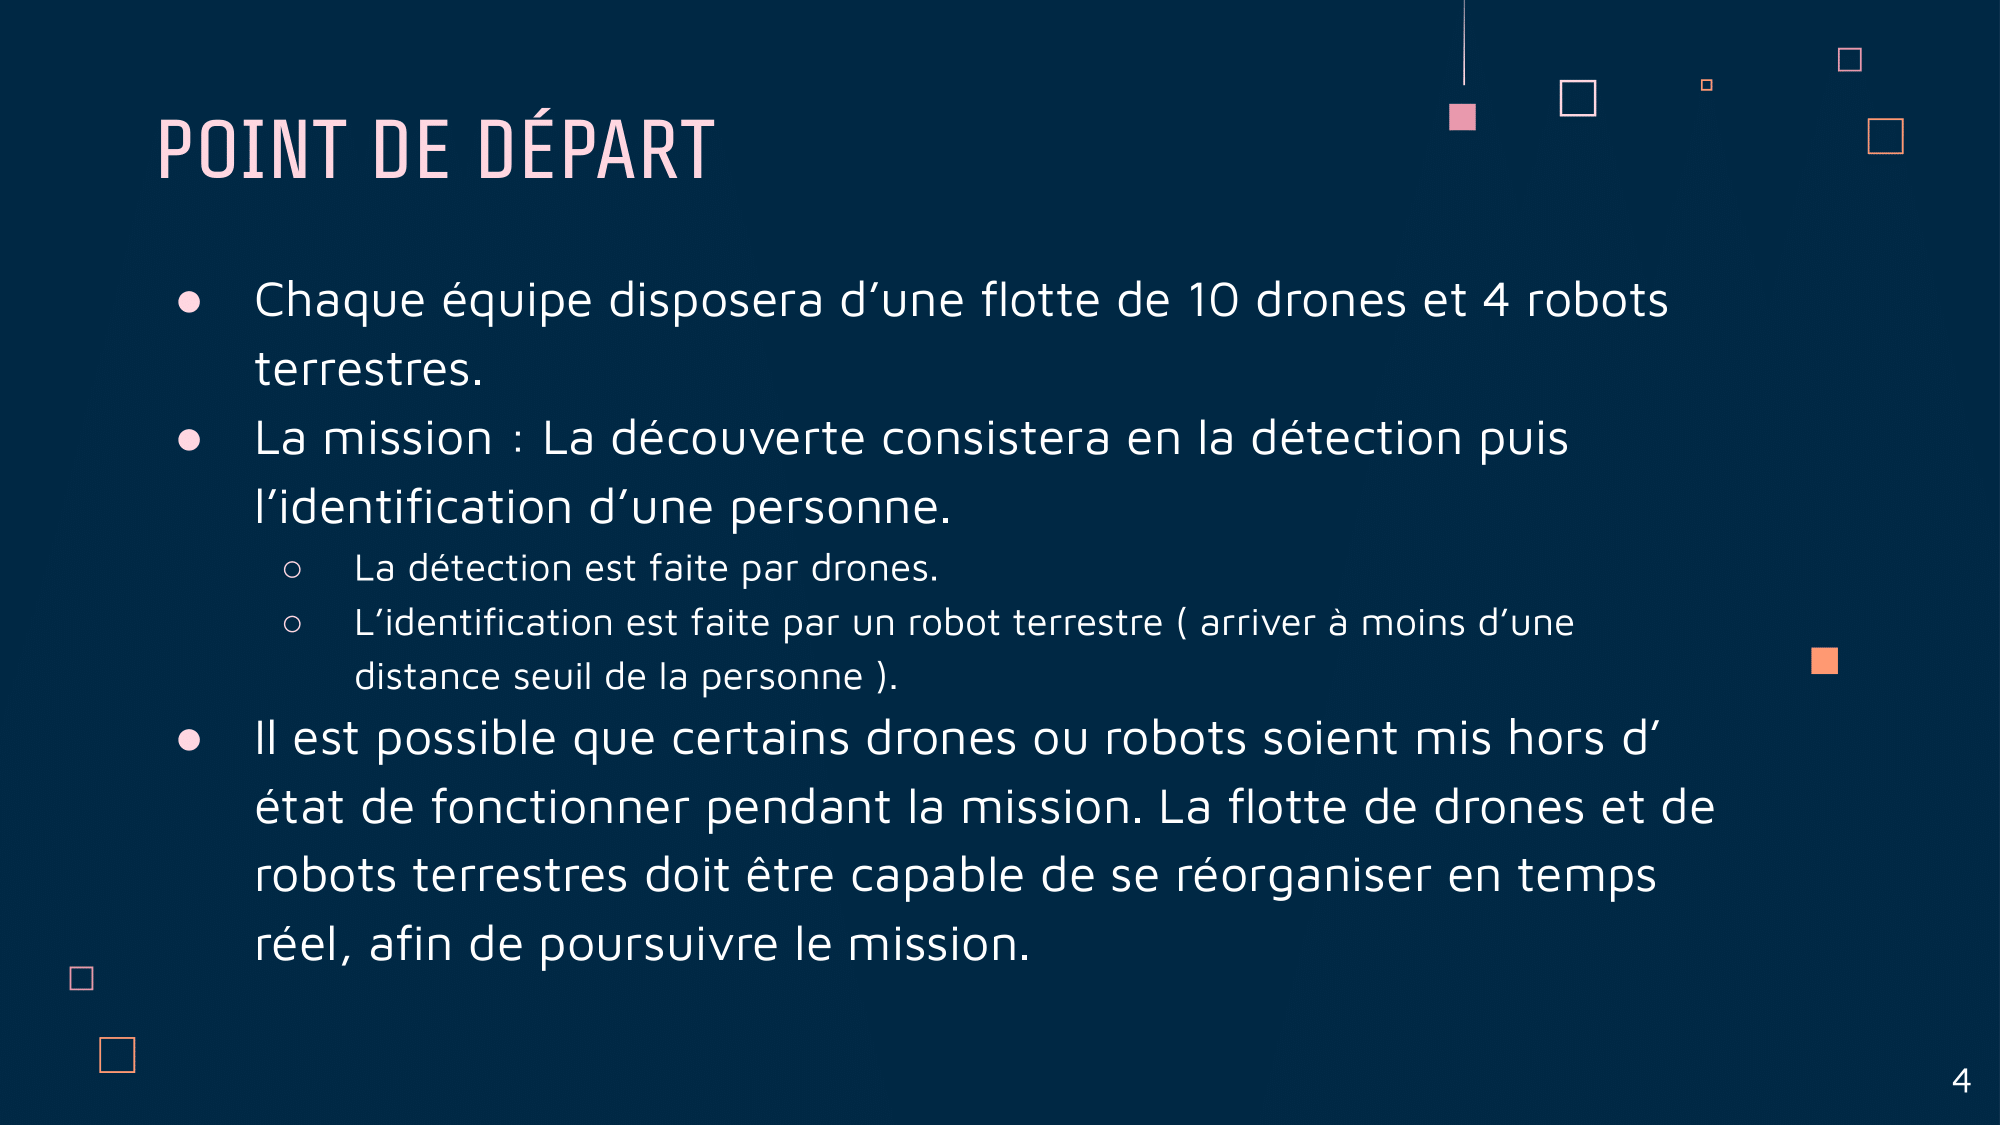 POINT DE DÉPART
● Chaque équipe disposera d’une flotte de 10 drones et 4 robots
terrestres.
● La mission : La découverte consistera en la détection puis
l’identification d’une personne.
○ La détection est faite par drones.
○ L’identification est faite par un robot terrestre ( arriver à moins d’une
distance seuil de la personne ).
● Il est possible que certains drones ou robots soient mis hors d’
état de fonctionner pendant la mission. La flotte de drones et de
robots terrestres doit être capable de se réorganiser en temps
réel, afin de poursuivre le mission.
4